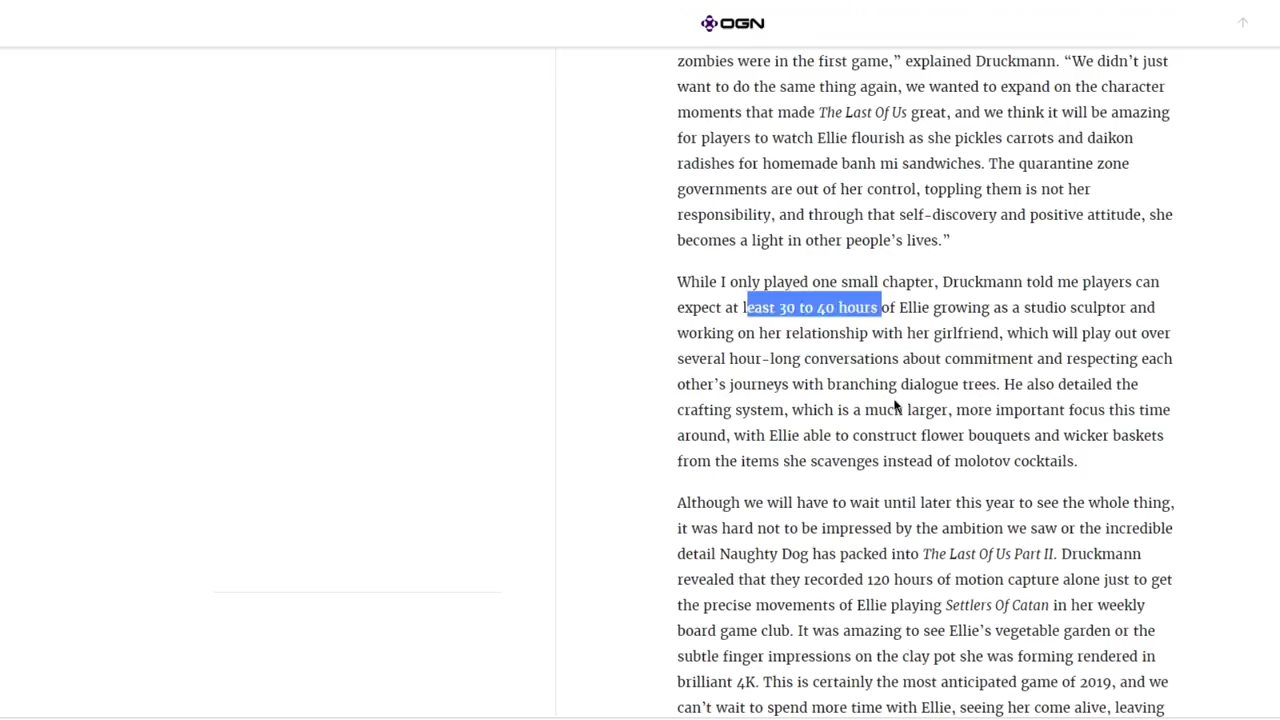 OGN
zombies were in the first game,” explained Druckmann. “We didn’t just
want to do the same thing again, we wanted to expand on the character
moments that made The Last Of Us great, and we think it will be amazing
for players to watch Ellie flourish as she pickles carrots and daikon
radishes for homemade banh mi sandwiches. The quarantine zone
governments are out of her control, toppling them is not her
responsibility, and through that self-discovery and positive attitude, she
becomes a light in other people’s lives.”
While I only played one small chapter, Druckmann told me players can
expect at least 30 to 40 hours of Ellie growing as a studio sculptor and
working on her relationship with her girlfriend, which will play out over
several hour-long conversations about commitment and respecting each
other’s journeys with branching dialogue trees. He also detailed the
crafting system, which is a much larger, more important focus this time
around, with Ellie able to construct flower bouquets and wicker baskets
from the items she scavenges instead of molotov cocktails.
Although we will have to wait until later this year to see the whole thing,
it was hard not to be impressed by the ambition we saw or the incredible
detail Naughty Dog has packed into The Last Of Us Part II. Druckmann
revealed that they recorded 120 hours of motion capture alone just to get
the precise movements of Ellie playing Settlers Of Catan in her weekly
board game club. It was amazing to see Ellie’s vegetable garden or the
subtle finger impressions on the clay pot she was forming rendered in
brilliant 4K. This is certainly the most anticipated game of 2019, and we
can’t wait to spend more time with Ellie, seeing her come alive, leaving